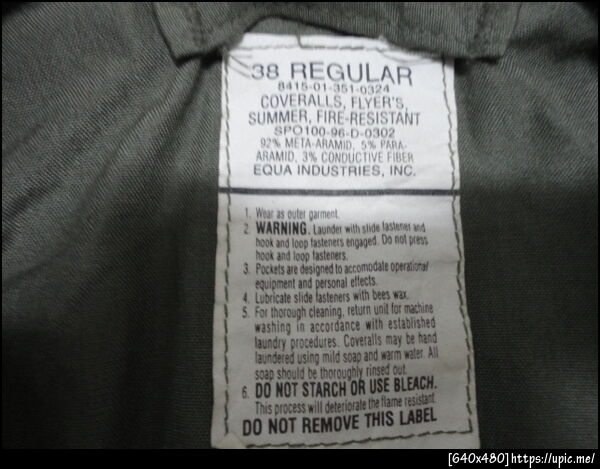 38 REGULAR
8415-01-351-0324
COVERALLS, FLYER'S,
SUMMER, FIRE-RESISTANT
SPO100-96-D-0302
92% META-ARAMID, 5% PARA-
ARAMID, 3% CONDUCTIVE FIBER
EQUA INDUSTRIES, INC.
1. Wear as outer garment.
2. WARNING. Launder with slide fastener and
hook and loop fasteners engaged. Do not press
hook and loop fasteners.
3. Pockets are designed to accomodate operational
equipment and personal effects.
4. Lubricate slide fasteners with bees wax.
5. For thorough cleaning, return unit for machine
washing in accordance with established
laundry procedures. Coveralls may be hand
laundered using mild soap and warm water. All
soap should be thoroughly rinsed out.
6. DO NOT STARCH OR USE BLEACH.
This process will deteriorate the flame resistant.
DO NOT REMOVE THIS LABEL
[640x480]https://upic.me/